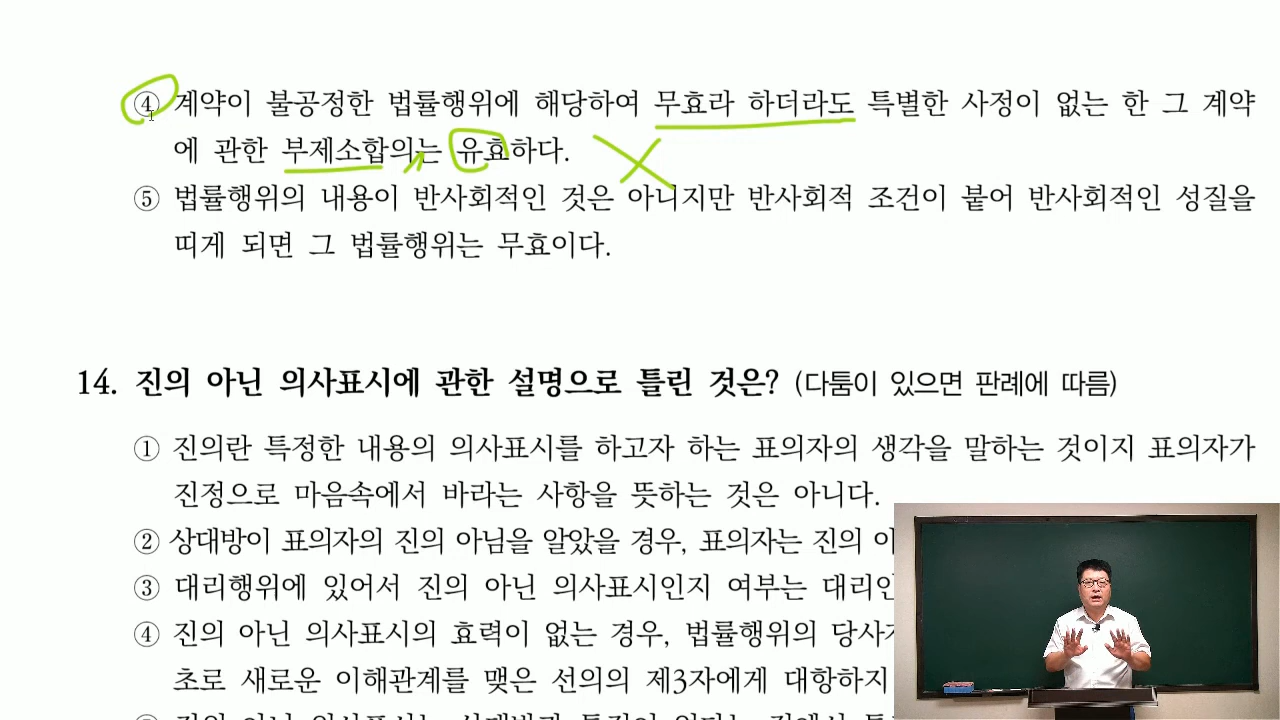 ④ 계약이 불공정한 법률행위에 해당하여 무효라 하더라도 특별한 사정이 없는 한 그 계약
에 관한 부제소합의는 유효하다.
⑤ 법률행위의 내용이 반사회적인 것은 아니지만 반사회적 조건이 붙어 반사회적인 성질을
띠게 되면 그 법률행위는 무효이다.
14. 진의 아닌 의사표시에 관한 설명으로 틀린 것은? (다툼이 있으면 판례에 따름)
① 진의란 특정한 내용의 의사표시를 하고자 하는 표의자의 생각을 말하는 것이지 표의자가
진정으로 마음속에서 바라는 사항을 뜻하는 것은 아니다.
② 상대방이 표의자의 진의 아님을 알았을 경우, 표의자는 진의
③ 대리행위에 있어서 진의 아닌 의사표시인지 여부는
④ 진의 아닌 의사표시의 효력이 없는 경우, 법률행위의
초로 새로운 이해관계를 맺은 선의의 제3자에게 대항하지